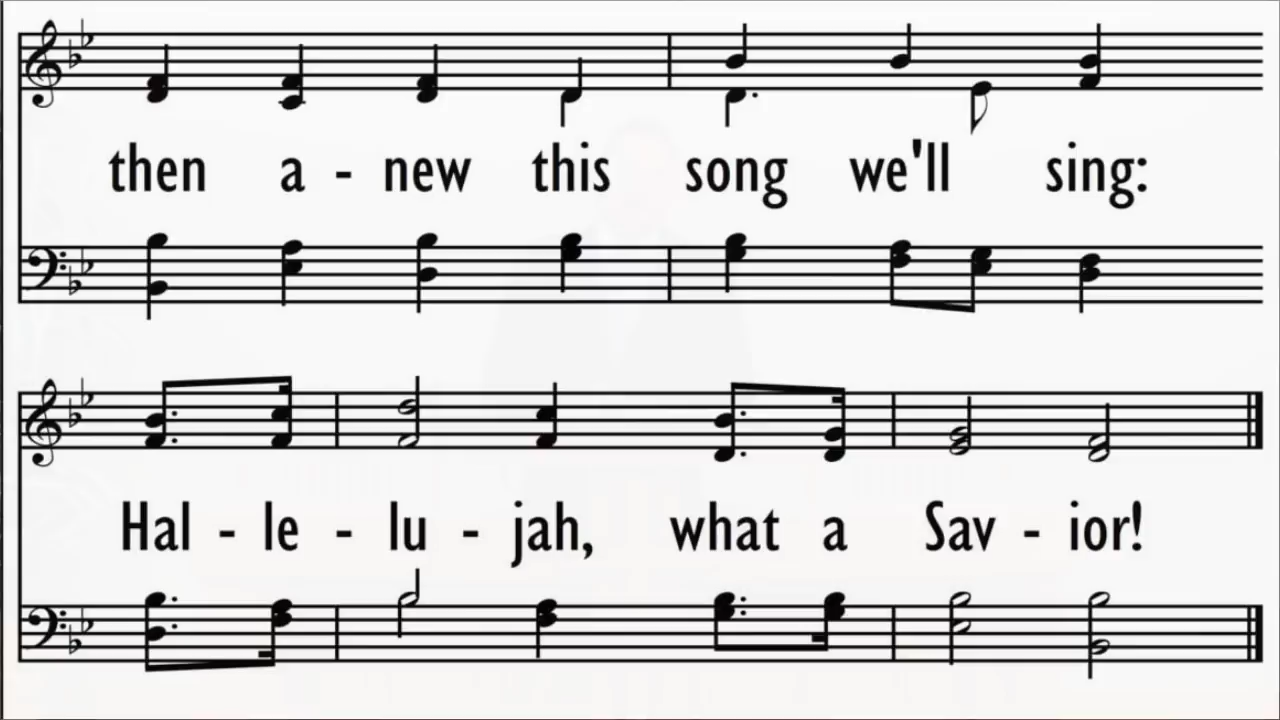 then a - new this song we'll sing:
Hal - le - lu - jah, what a Sav - ior!